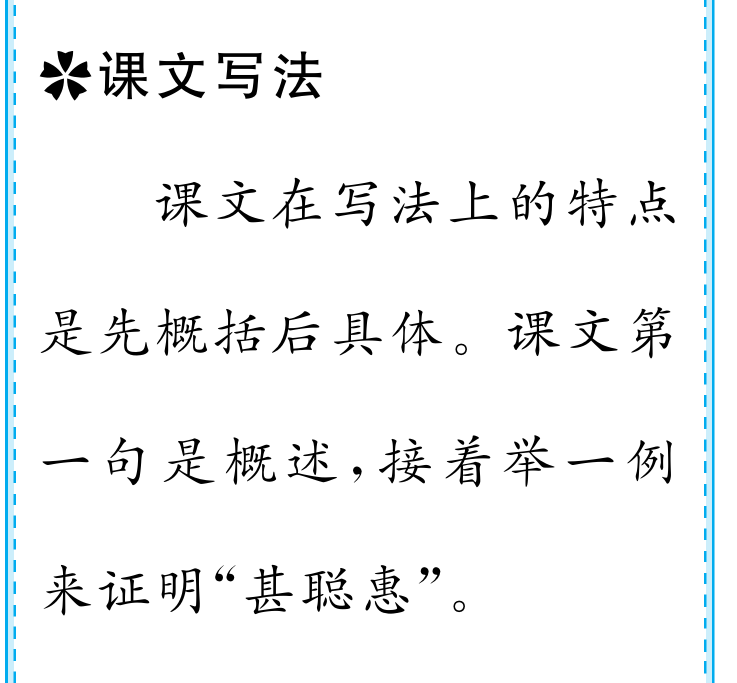 课文写法
课文在写法上的特点
是先概括后具体。课文第
一句是概述,接着举一例
来证明“甚聪惠”。